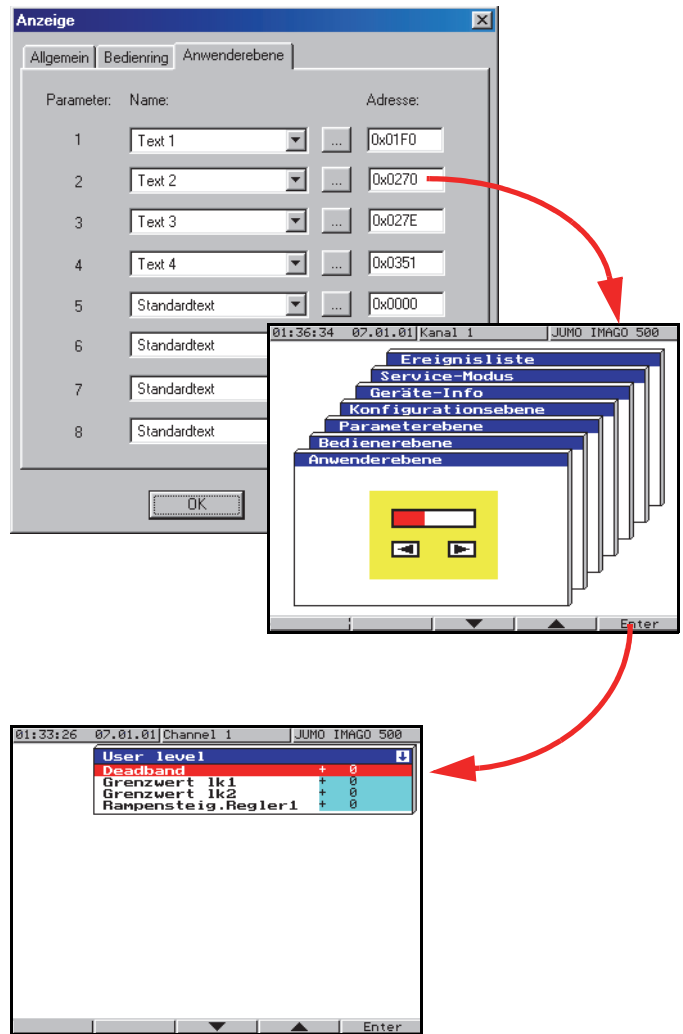 Anzeige
Allgemein Bedienring Anwenderebene
Parameter: Name: Adresse:
1 Text 1 ... 0x01F0
2 Text 2 ... 0x0270
3 Text 3 ... 0x027E
4 Text 4 ... 0x0351
5 Standardtext ... 0x0000
6 Standardtext
7 Standardtext
8 Standardtext
OK
01:36:34 07.01.01 Kanal 1 JUMO IMAGO 500
Ereignisliste
Service-Modus
Geräte-Info
Konfigurationsebene
Parameterebene
Bedienerebene
Anwenderebene
Enter
01:33:26 07.01.01 Channel 1 JUMO IMAGO 500
User level
Deadband + 0
Grenzwert lk1 + 0
Grenzwert lk2 + 0
Rampensteig.Regler1 + 0
Enter